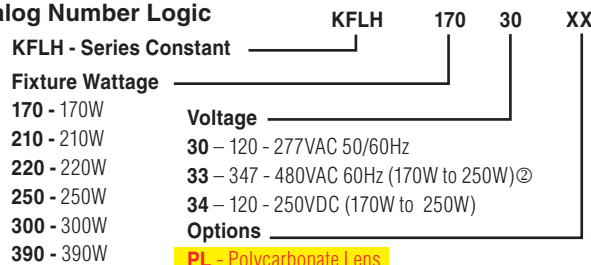 alog Number Logic
KFLH 170 30 XX
KFLH - Series Constant
Fixture Wattage
170 - 170W
210 - 210W
220 - 220W
250 - 250W
300 - 300W
390 - 390W
Voltage
30 – 120 - 277VAC 50/60Hz
33 – 347 - 480VAC 60Hz (170W to 250W)②
34 – 120 - 250VDC (170W to 250W)
Options
PL - Polycarbonate Lens